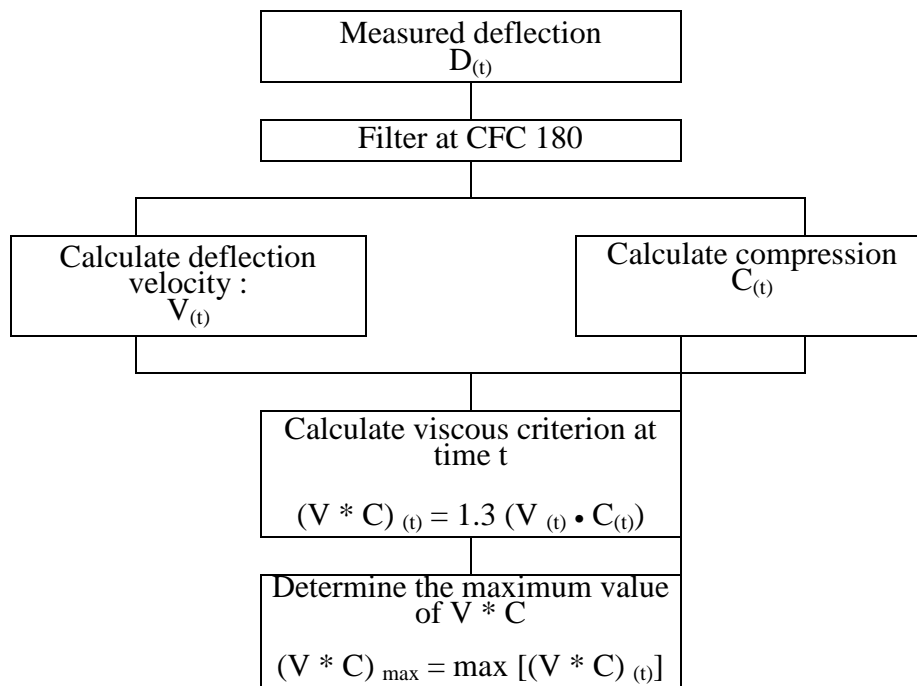 Measured deflection
D(t)
Filter at CFC 180
Calculate deflection
velocity :
V(t)
Calculate compression
C(t)
Calculate viscous criterion at
time t
(V * C) (t) = 1.3 (V (t) • C(t))
Determine the maximum value
of V * C
(V * C) max = max [(V * C) (t)]